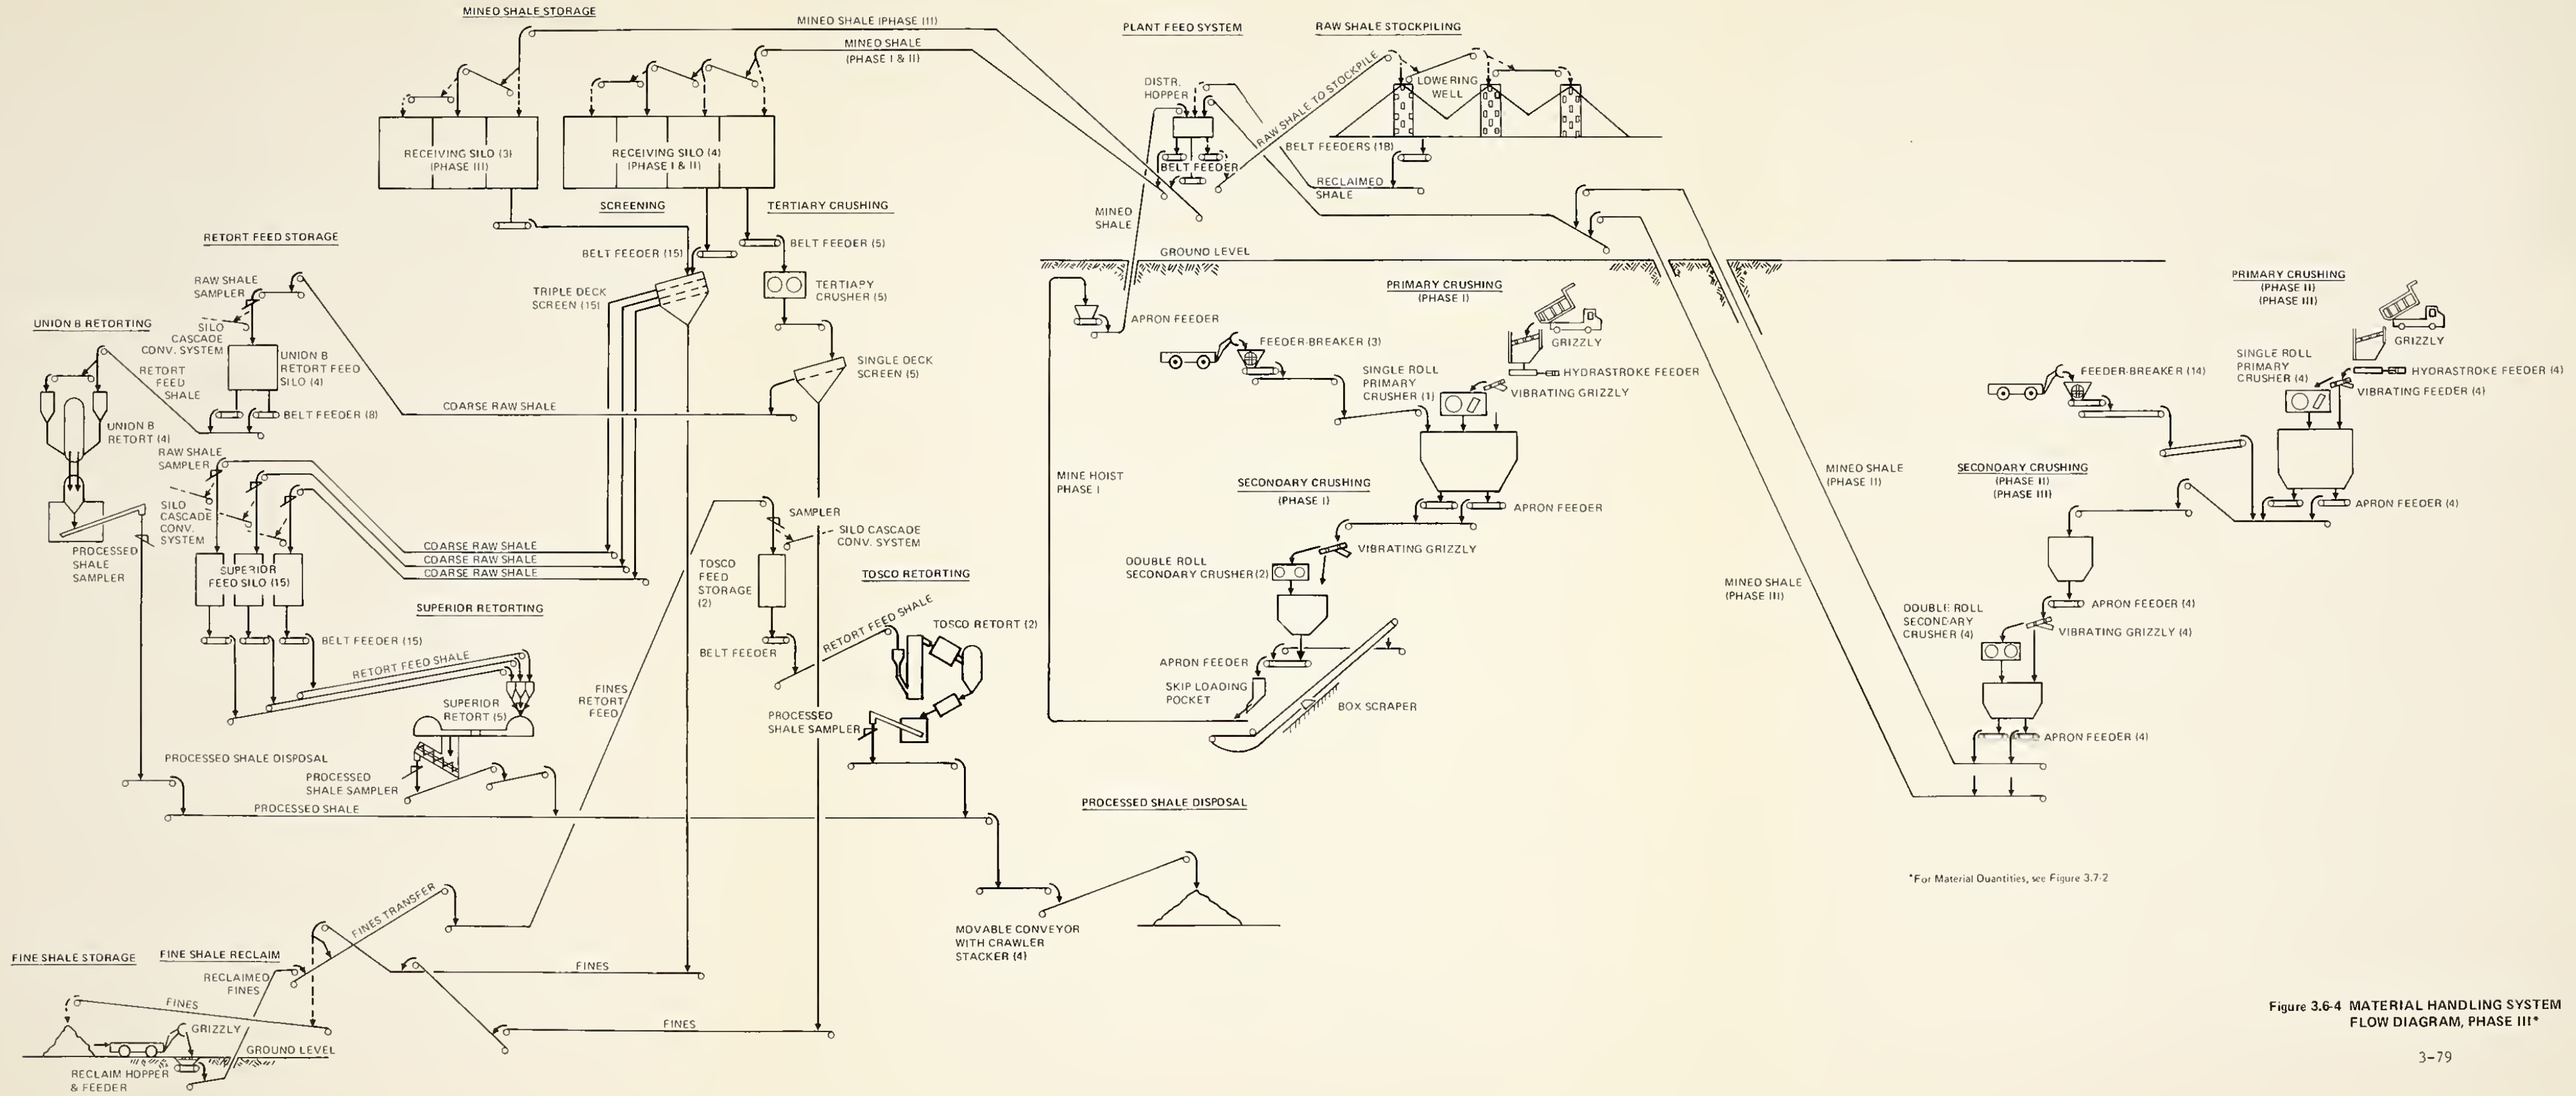 MINED SHALE STORAGE
MINED SHALE (PHASE III)
MINED SHALE
(PHASE I & II)
RECEIVING SILO (3)
(PHASE III)
RECEIVING SILO (4)
(PHASE I & II)
SCREENING
TERTIARY CRUSHING
BELT FEEDER (15)
BELT FEEDER (5)
TRIPLE DECK
SCREEN (15)
TERTIARY
CRUSHER (5)
SINGLE DECK
SCREEN (5)
RETORT FEED STORAGE
RAW SHALE
SAMPLER
SILO
CASCADE
CONV. SYSTEM
UNION B RETORTING
RETORT
FEED
SHALE
UNION B
RETORT FEED
SILO (4)
BELT FEEDER (8)
COARSE RAW SHALE
UNION B
RETORT (4)
RAW SHALE
SAMPLER
SILO
CASCADE
CONV.
SYSTEM
PROCESSED
SHALE
SAMPLER
COARSE RAW SHALE
COARSE RAW SHALE
COARSE RAW SHALE
SUPERIOR
FEED SILO (15)
SUPERIOR RETORTING
BELT FEEDER (15)
RETORT FEED SHALE
SUPERIOR
RETORT (5)
PROCESSED SHALE DISPOSAL
PROCESSED
SHALE SAMPLER
PROCESSED SHALE
FINES
RETORT
FEED
SAMPLER
SILO CASCADE
CONV. SYSTEM
TOSCO
FEED
STORAGE
(2)
TOSCO RETORTING
BELT FEEDER
RETORT FEED SHALE
TOSCO RETORT (2)
PROCESSED
SHALE SAMPLER
PROCESSED SHALE DISPOSAL
MOVABLE CONVEYOR
WITH CRAWLER
STACKER (4)
FINE SHALE STORAGE
FINE SHALE RECLAIM
FINES TRANSFER
RECLAIMED
FINES
FINES
FINES
FINES
GRIZZLY
GROUND LEVEL
RECLAIM HOPPER
& FEEDER
PLANT FEED SYSTEM
RAW SHALE STOCKPILING
DISTR.
HOPPER
RAW SHALE TO STOCKPILE
LOWERING
WELL
BELT FEEDERS (18)
BELT FEEDER
RECLAIMED
SHALE
MINED
SHALE
GROUND LEVEL
APRON FEEDER
MINE HOIST
PHASE I
PRIMARY CRUSHING
(PHASE I)
FEEDER-BREAKER (3)
GRIZZLY
HYDRASTROKE FEEDER
SINGLE ROLL
PRIMARY
CRUSHER (1)
VIBRATING GRIZZLY
SECONDARY CRUSHING
(PHASE I)
APRON FEEDER
VIBRATING GRIZZLY
DOUBLE ROLL
SECONDARY CRUSHER (2)
APRON FEEDER
SKIP LOADING
POCKET
BOX SCRAPER
MINED SHALE
(PHASE II)
MINED SHALE
(PHASE III)
PRIMARY CRUSHING
(PHASE II)
(PHASE III)
GRIZZLY
SINGLE ROLL
PRIMARY
CRUSHER (4)
HYDRASTROKE FEEDER (4)
VIBRATING FEEDER (4)
FEEDER-BREAKER (14)
SECONDARY CRUSHING
(PHASE II)
(PHASE III)
APRON FEEDER (4)
APRON FEEDER (4)
DOUBLE ROLL
SECONDARY
CRUSHER (4)
VIBRATING GRIZZLY (4)
APRON FEEDER (4)
*For Material Quantities, see Figure 3.7-2
Figure 3.6-4 MATERIAL HANDLING SYSTEM
FLOW DIAGRAM, PHASE III*
3-79